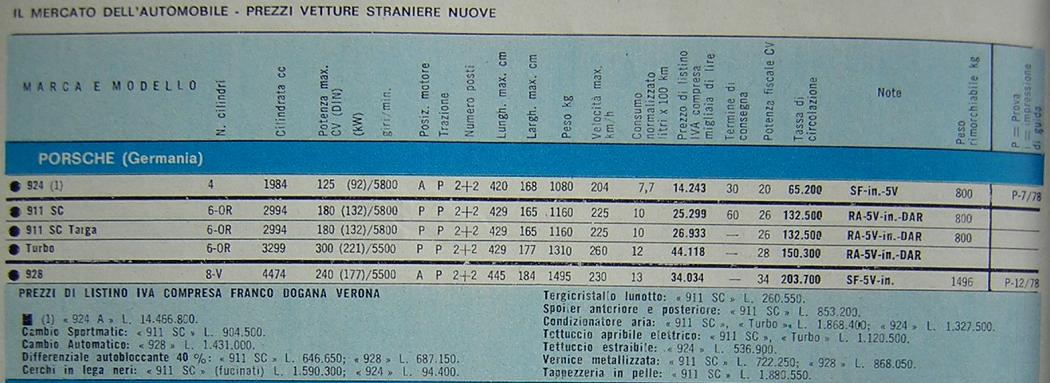 IL MERCATO DELL'AUTOMOBILE - PREZZI VETTURE STRANIERE NUOVE
MARCA E MODELLO N. cilindri Cilindrata cc Potenza max. CV (DIN) (kW) giri/min. Posiz. motore Trazione Numero posti Lungh. max. cm Largh. max. cm Peso kg Velocità max. km/h Consumo normalizzato litri x 100 km Prezzo di listino IVA compresa migliaia di lire Termine di consegna Potenza fiscale CV Tassa di circolazione Note Peso rimorchiabile kg P = Prova I = impressione di guida
PORSCHE (Germania)
924 (1) 4 1984 125 (92)/5800 A P 2+2 420 168 1080 204 7,7 14.243 30 20 65.200 SF-in.-5V 800 P-7/78
911 SC 6-OR 2994 180 (132)/5800 P P 2+2 429 165 1160 225 10 25.299 60 26 132.500 RA-5V-in.-DAR 800
911 SC Targa 6-OR 2994 180 (132)/5800 P P 2+2 429 165 1160 225 10 26.933 — 26 132.500 RA-5V-in.-DAR 800
Turbo 6-OR 3299 300 (221)/5500 P P 2+2 429 177 1310 260 12 44.118 — 28 150.300 RA-5V-in.-DAR
928 8-V 4474 240 (177)/5500 A P 2+2 445 184 1495 230 13 34.034 — 34 203.700 SF-5V-in. 1496 P-12/78
PREZZI DI LISTINO IVA COMPRESA FRANCO DOGANA VERONA
(1) «924 A» L. 14.466.800.
Cambio Sportmatic: «911 SC» L. 904.500.
Cambio Automatico: «928» L. 1.431.000.
Differenziale autobloccante 40 %: «911 SC» L. 646.650; «928» L. 687.150.
Cerchi in lega neri: «911 SC» (fucinati) L. 1.590.300; «924» L. 94.400.
Tergicristallo lunotto: «911 SC» L. 260.550.
Spoiler anteriore e posteriore: «911 SC» L. 853.200.
Condizionatore aria: «911 SC», «Turbo» L. 1.868.400; «924» L. 1.327.500.
Tettuccio apribile elettrico: «911 SC», «Turbo» L. 1.120.500.
Tettuccio estraibile: «924» L. 536.900.
Vernice metallizzata: «911 SC» L. 722.250; «928» L. 868.050.
Tappezzeria in pelle: «911 SC» L. 1.880.550.